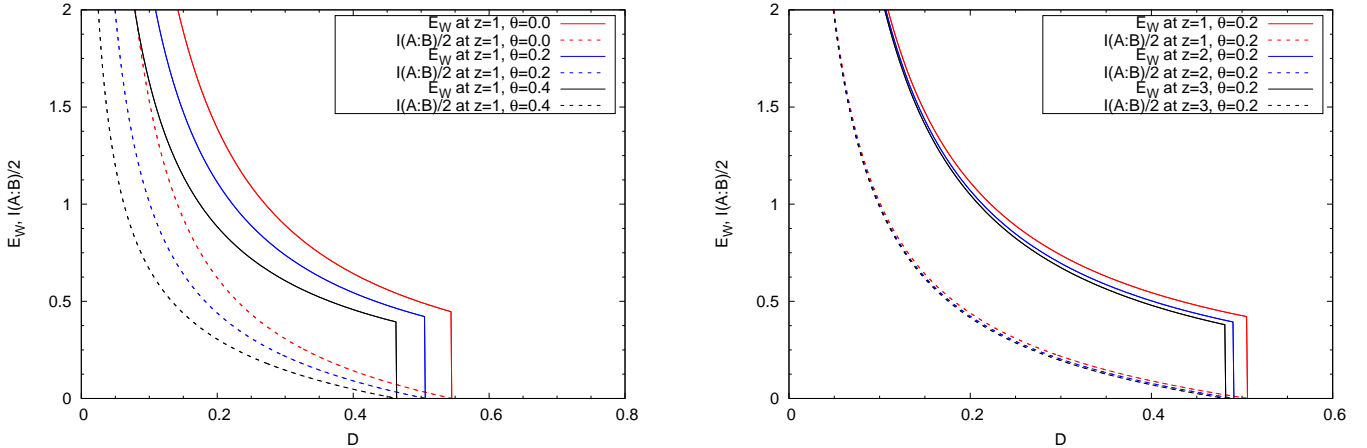 2
1.5
1
0.5
0
E_W, I(A:B)/2
E_W at z=1, θ=0.0
I(A:B)/2 at z=1, θ=0.0
E_W at z=1, θ=0.2
I(A:B)/2 at z=1, θ=0.2
E_W at z=1, θ=0.4
I(A:B)/2 at z=1, θ=0.4
0 0.2 0.4 0.6 0.8
D
2
1.5
1
0.5
0
E_W, I(A:B)/2
E_W at z=1, θ=0.2
I(A:B)/2 at z=1, θ=0.2
E_W at z=2, θ=0.2
I(A:B)/2 at z=2, θ=0.2
E_W at z=3, θ=0.2
I(A:B)/2 at z=3, θ=0.2
0 0.2 0.4 0.6
D